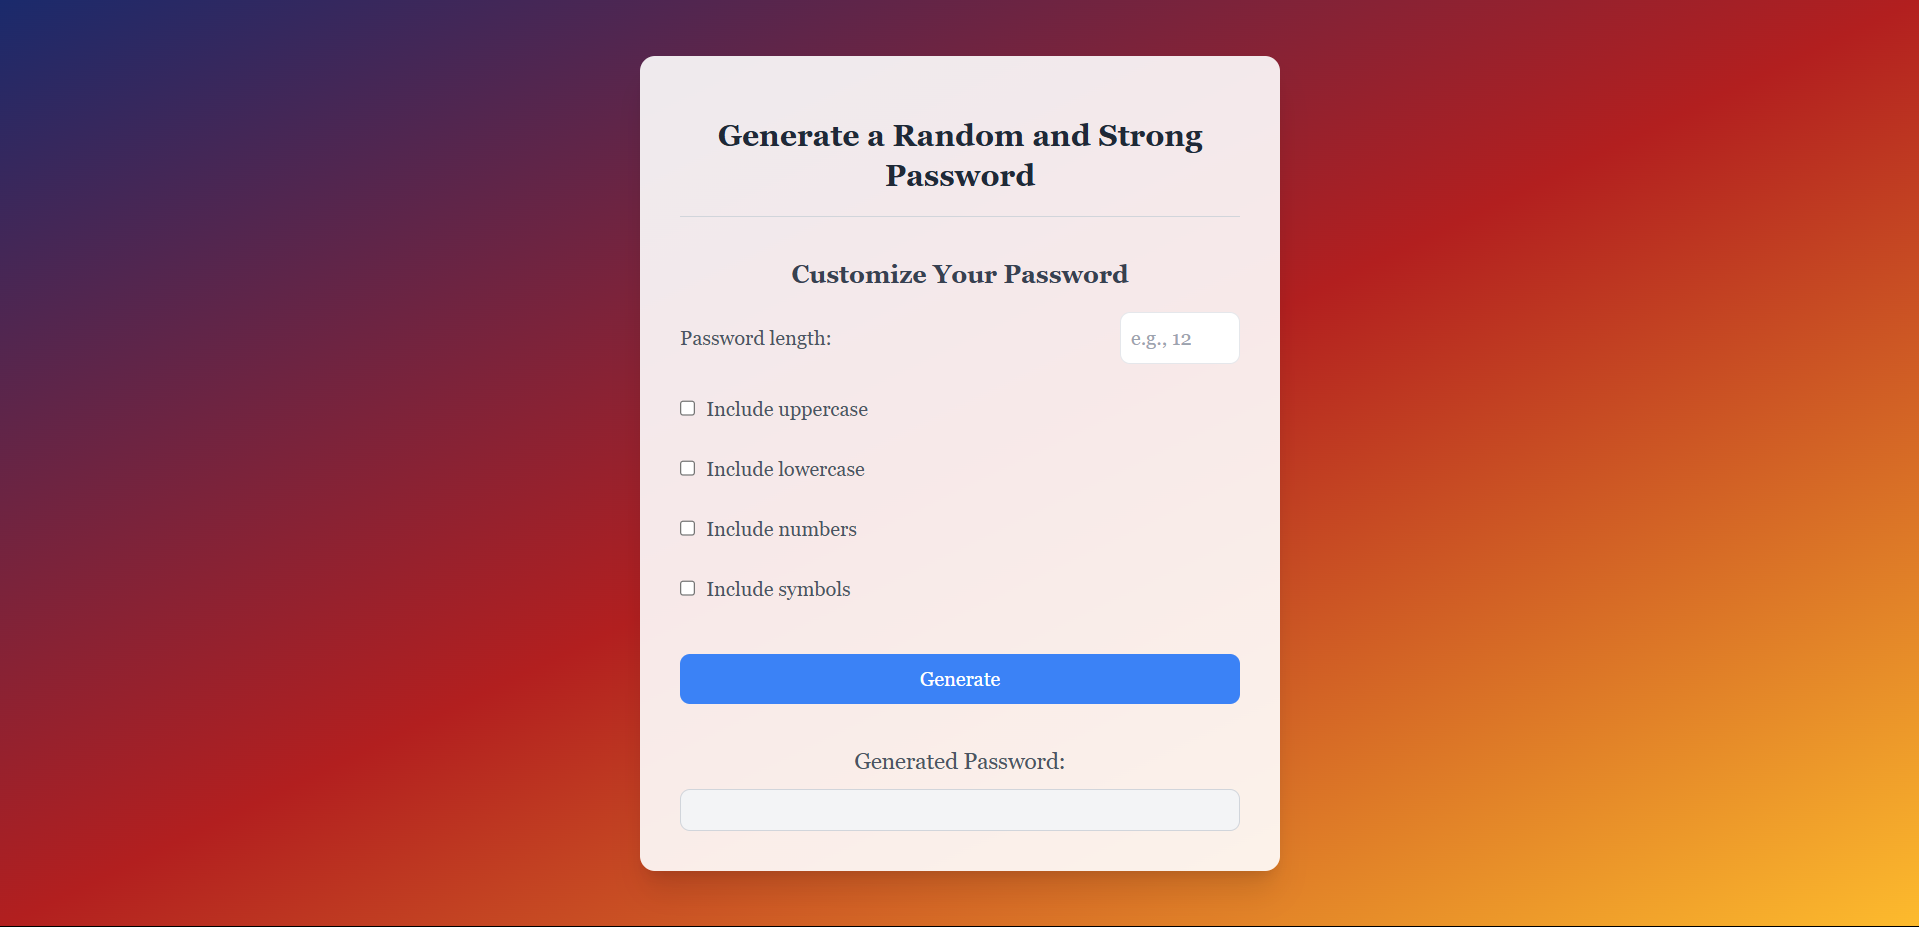 Generate a Random and Strong
Password
Customize Your Password
Password length:
e.g., 12
Include uppercase
Include lowercase
Include numbers
Include symbols
Generate
Generated Password: